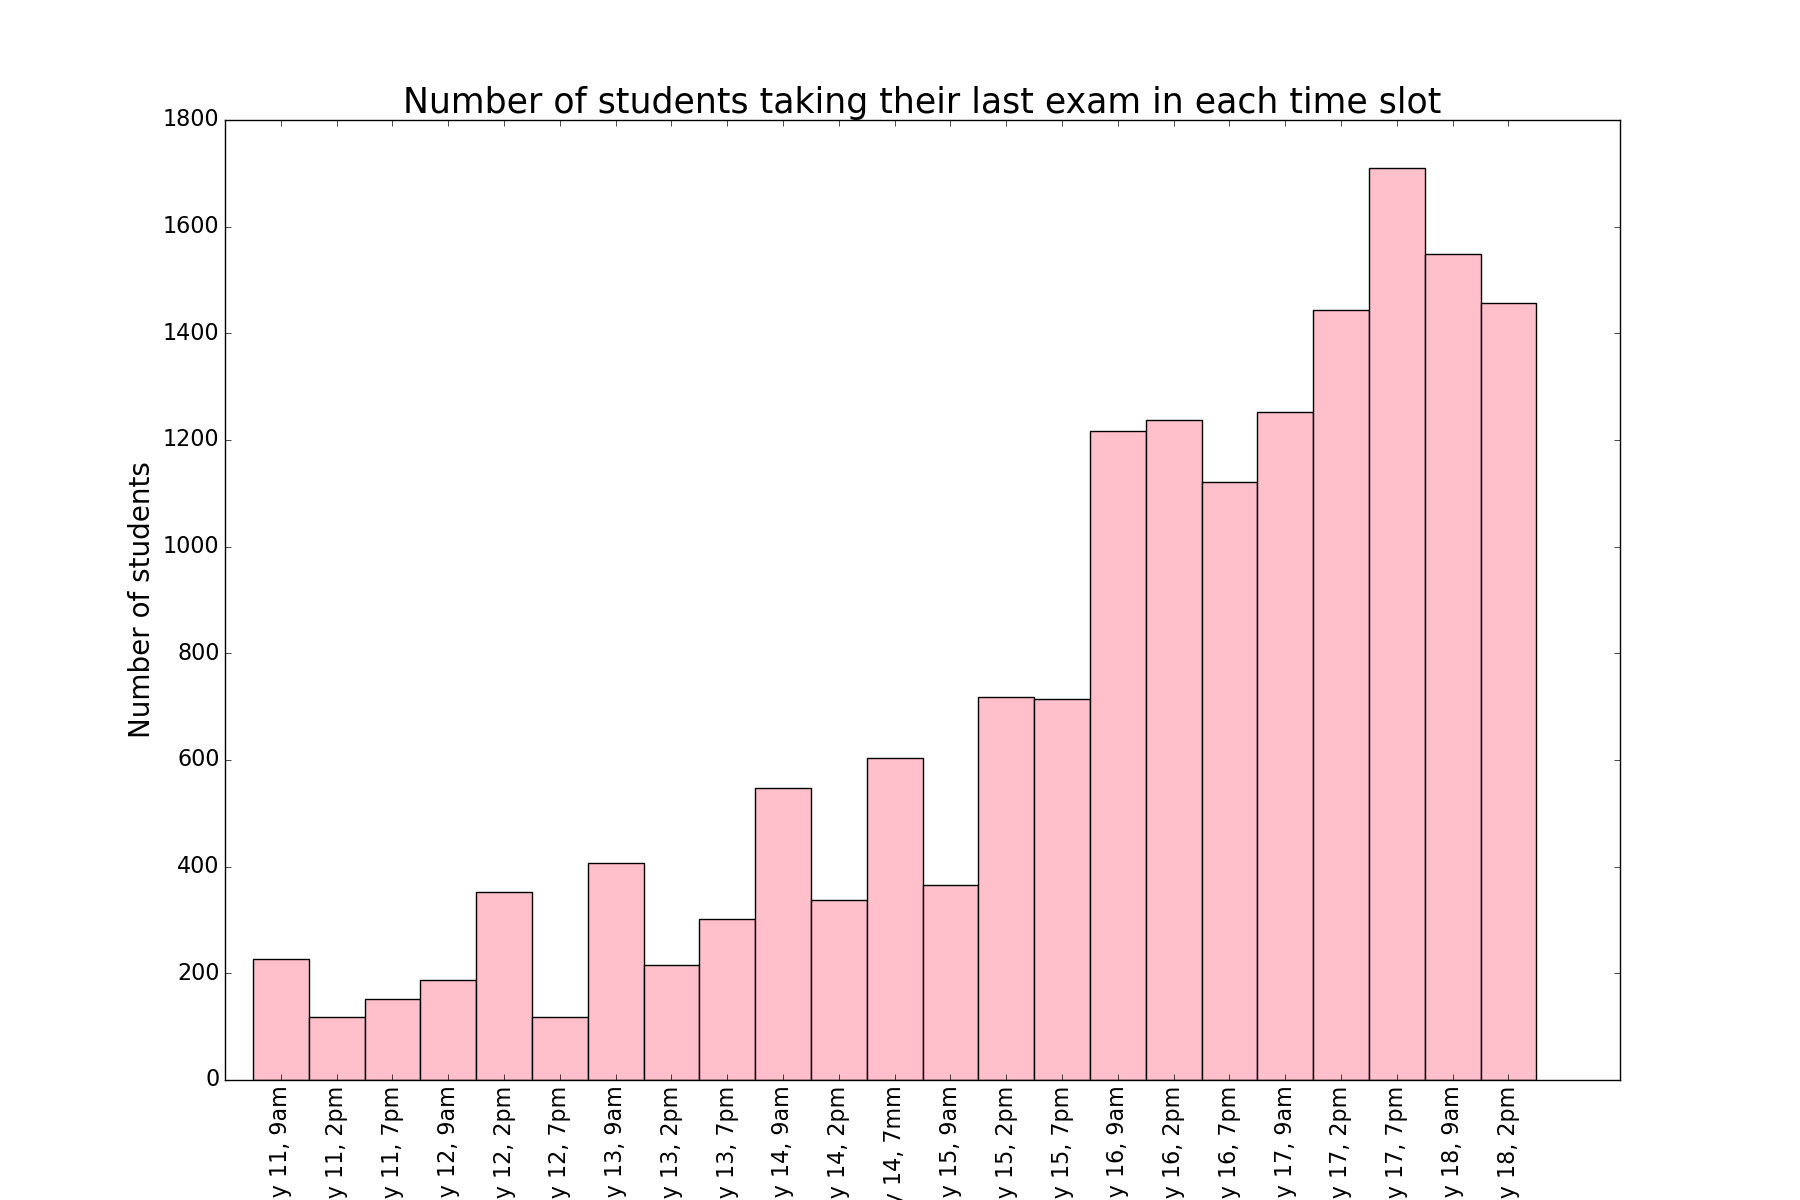 Number of students taking their last exam in each time slot
Number of students
1800
1600
1400
1200
1000
800
600
400
200
0
y 11, 9am
y 11, 2pm
y 11, 7pm
y 12, 9am
y 12, 2pm
y 12, 7pm
y 13, 9am
y 13, 2pm
y 13, 7pm
y 14, 9am
y 14, 2pm
y 14, 7mm
y 15, 9am
y 15, 2pm
y 15, 7pm
y 16, 9am
y 16, 2pm
y 16, 7pm
y 17, 9am
y 17, 2pm
y 17, 7pm
y 18, 9am
y 18, 2pm